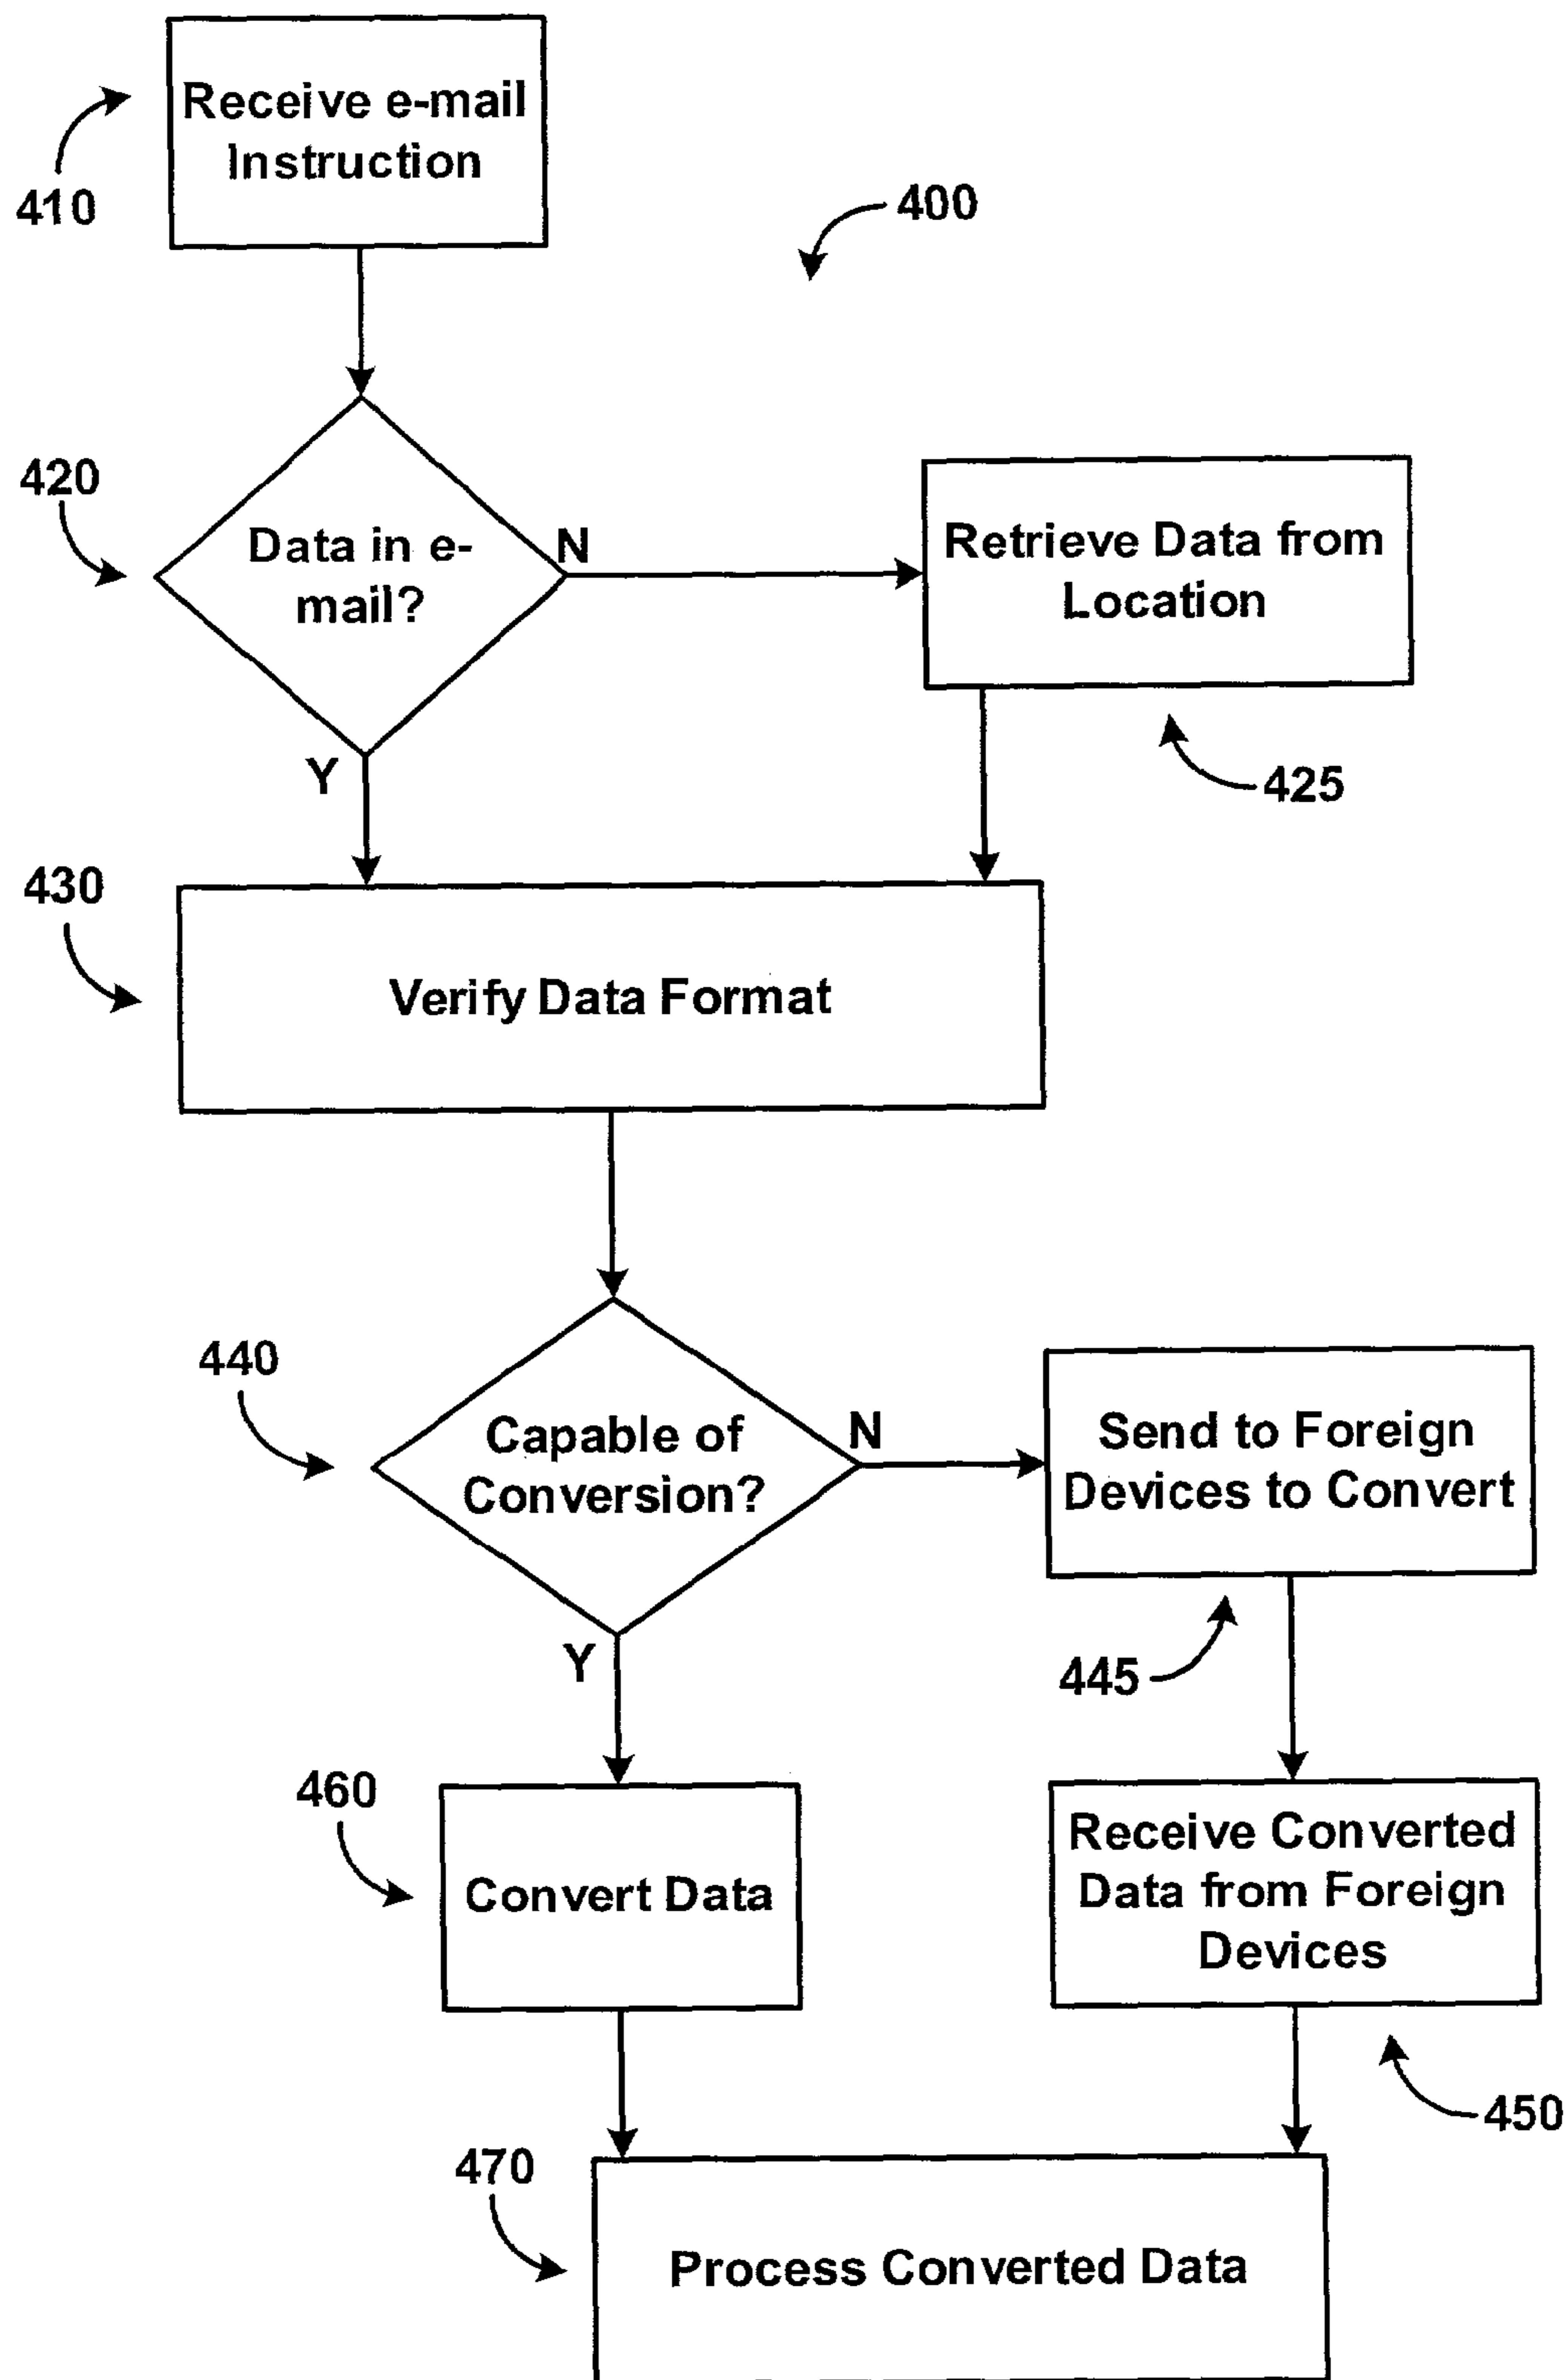 Receive e-mail
Instruction
410
400
420
Data in e-
mail?
N
Y
Retrieve Data from
Location
425
430
Verify Data Format
440
Capable of
Conversion?
N
Y
Send to Foreign
Devices to Convert
445
460
Convert Data
Receive Converted
Data from Foreign
Devices
450
470
Process Converted Data